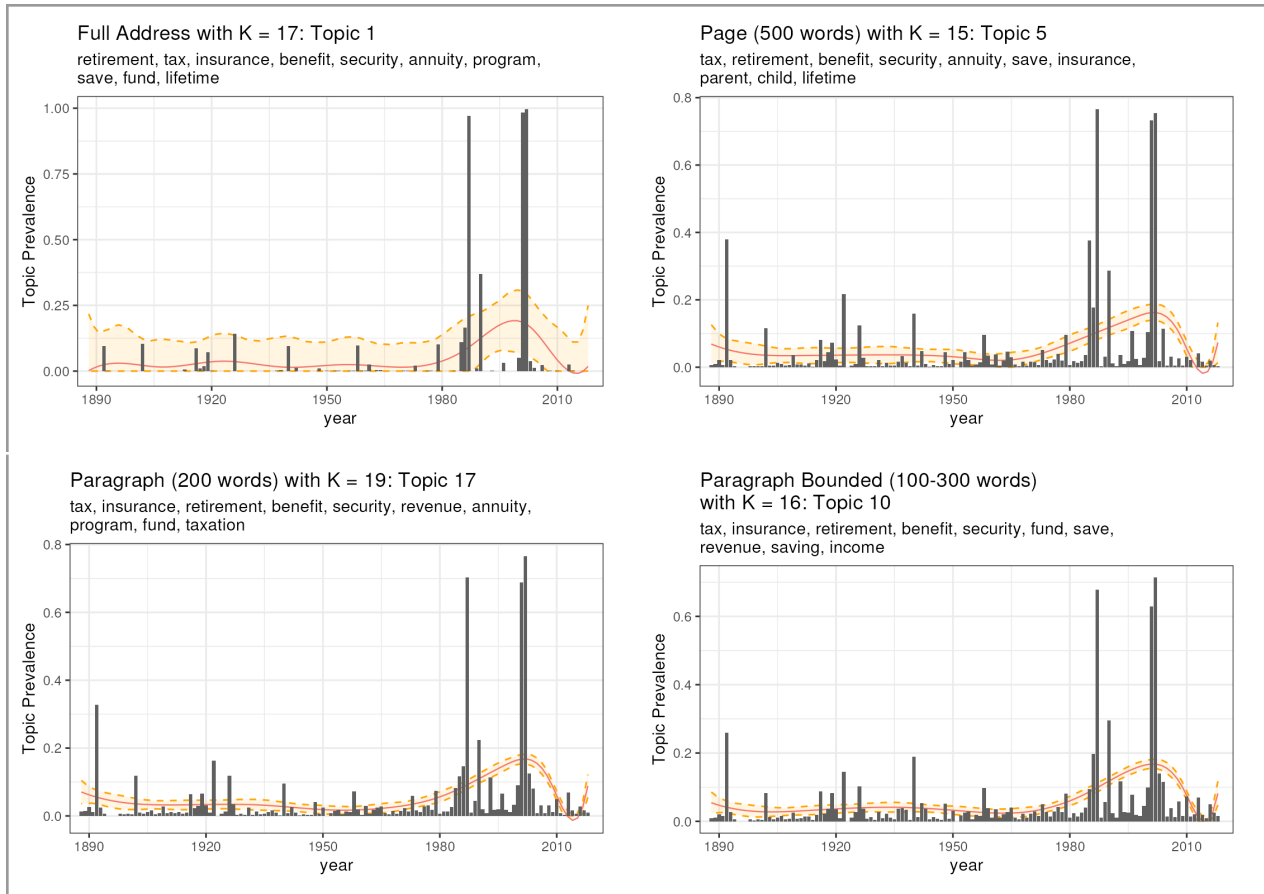 Full Address with K = 17: Topic 1
retirement, tax, insurance, benefit, security, annuity, program,
save, fund, lifetime
1.00
0.75
0.50
0.25
0.00
Topic Prevalence
1890
1920
1950
1980
2010
year
Page (500 words) with K = 15: Topic 5
tax, retirement, benefit, security, annuity, save, insurance,
parent, child, lifetime
0.8
0.6
0.4
0.2
0.0
Topic Prevalence
1890
1920
1950
1980
2010
year
Paragraph (200 words) with K = 19: Topic 17
tax, insurance, retirement, benefit, security, revenue, annuity,
program, fund, taxation
0.8
0.6
0.4
0.2
0.0
Topic Prevalence
1890
1920
1950
1980
2010
year
Paragraph Bounded (100-300 words)
with K = 16: Topic 10
tax, insurance, retirement, benefit, security, fund, save,
revenue, saving, income
0.6
0.4
0.2
0.0
Topic Prevalence
1890
1920
1950
1980
2010
year